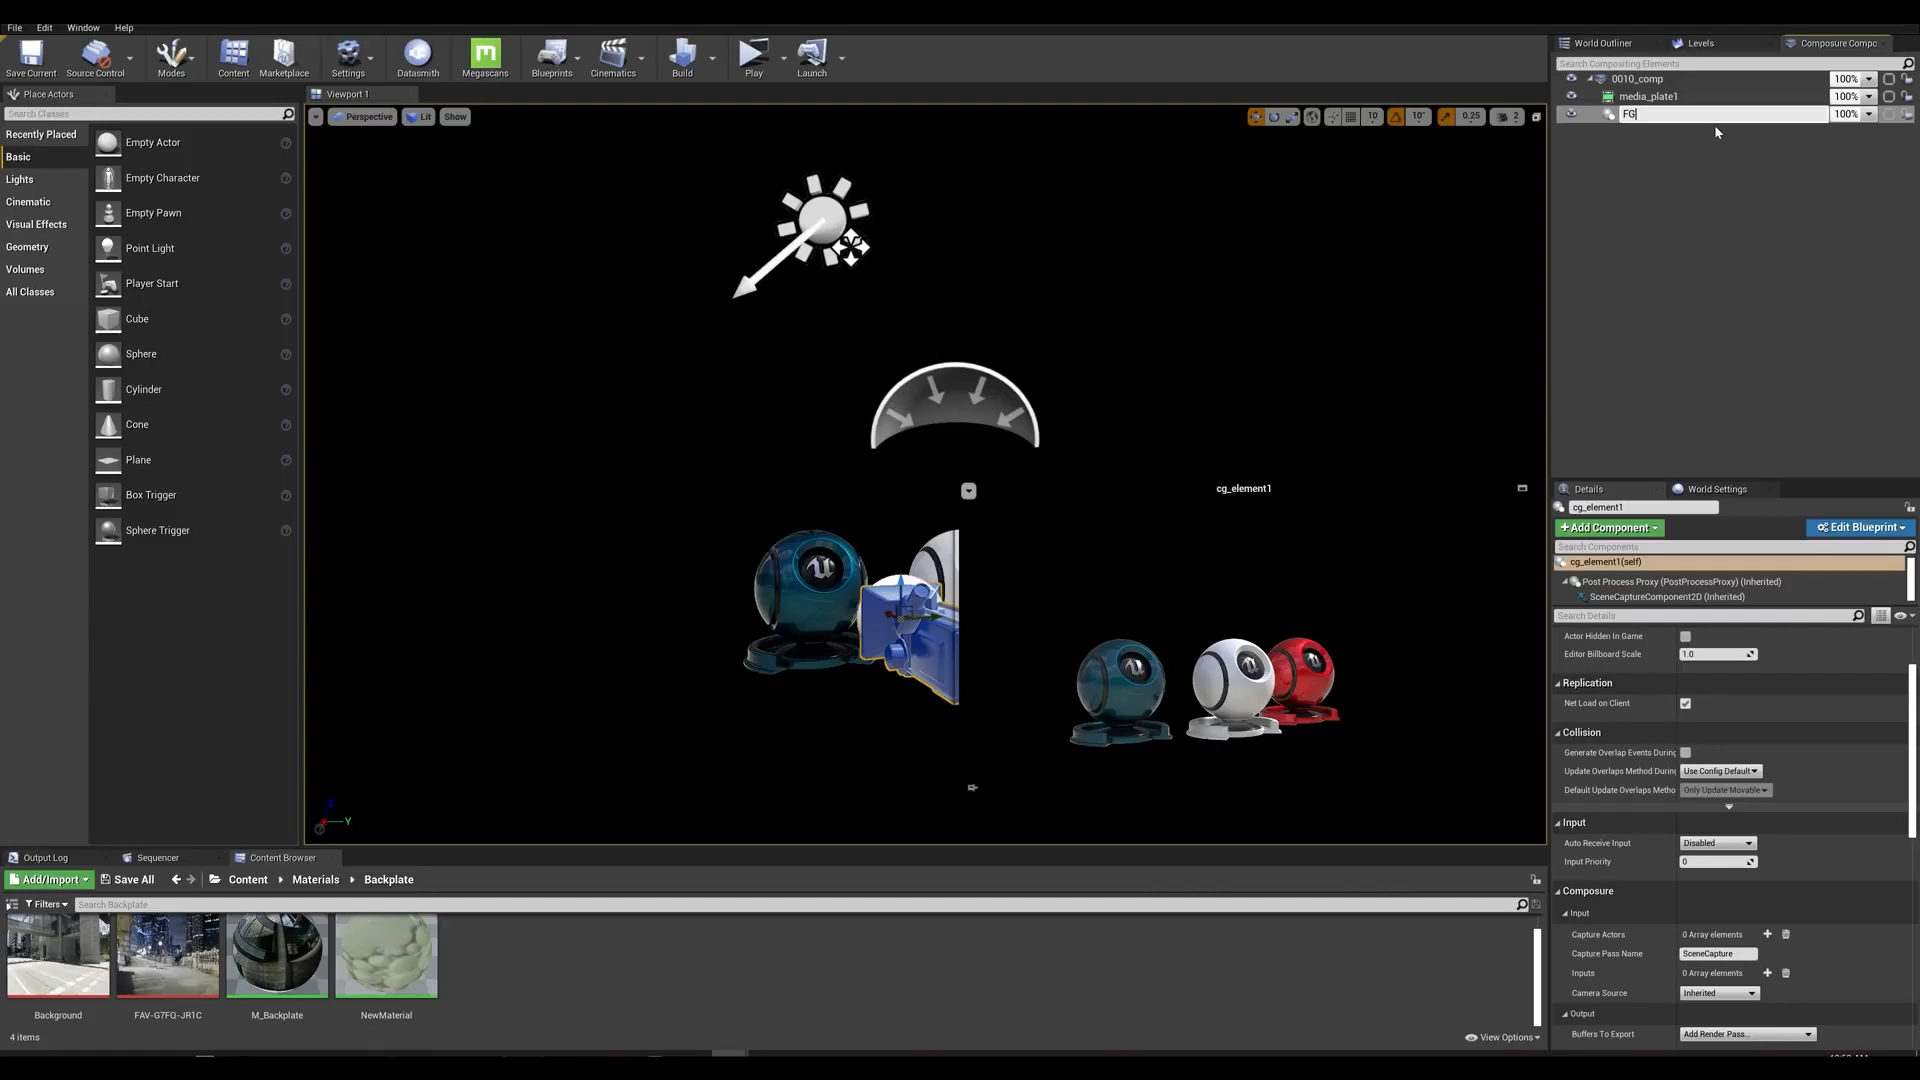 File Edit Window Help
Save Current Source Control Modes Content Marketplace Settings Datasmith Megascans Blueprints Cinematics Build Play Launch
World Outliner Levels Composure Compc
Search Compositing Elements
0010_comp 100%
media_plate1 100%
FG 100%
Place Actors
Search Classes
Recently Placed
Basic
Lights
Cinematic
Visual Effects
Geometry
Volumes
All Classes
Empty Actor
Empty Character
Empty Pawn
Point Light
Player Start
Cube
Sphere
Cylinder
Cone
Plane
Box Trigger
Sphere Trigger
Viewport 1
Perspective Lit Show 10 10° 0.25 2
cg_element1
Z
X
Y
Details World Settings
cg_element1
+Add Component Edit Blueprint
Search Components
cg_element1(self)
Post Process Proxy (PostProcessProxy) (Inherited)
SceneCaptureComponent2D (Inherited)
Search Details
Actor Hidden In Game
Editor Billboard Scale 1.0
Replication
Net Load on Client
Collision
Generate Overlap Events During
Update Overlaps Method During Use Config Default
Default Update Overlaps Metho Only Update Movable
Input
Auto Receive Input Disabled
Input Priority 0
Composure
Input
Capture Actors 0 Array elements
Capture Pass Name SceneCapture
Inputs 0 Array elements
Camera Source Inherited
Output
Buffers To Export Add Render Pass...
Output Log Sequencer Content Browser
Add/Import Save All Content Materials Backplate
Filters Search Backplate
Background FAV-G7FQ-JR1C M_Backplate NewMaterial
4 items View Options